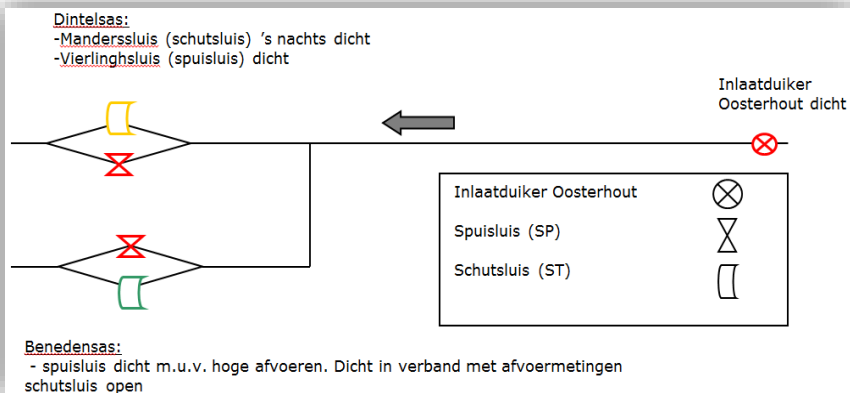 Dintelsas:
-Manderssluis (schutsluis) 's nachts dicht
-Vierlinghsluis (spuisluis) dicht
Inlaatduiker
Oosterhout dicht
Inlaatduiker Oosterhout
Spuisluis (SP)
Schutsluis (ST)
Benedensas:
- spuisluis dicht m.u.v. hoge afvoeren. Dicht in verband met afvoermetingen
schutsluis open